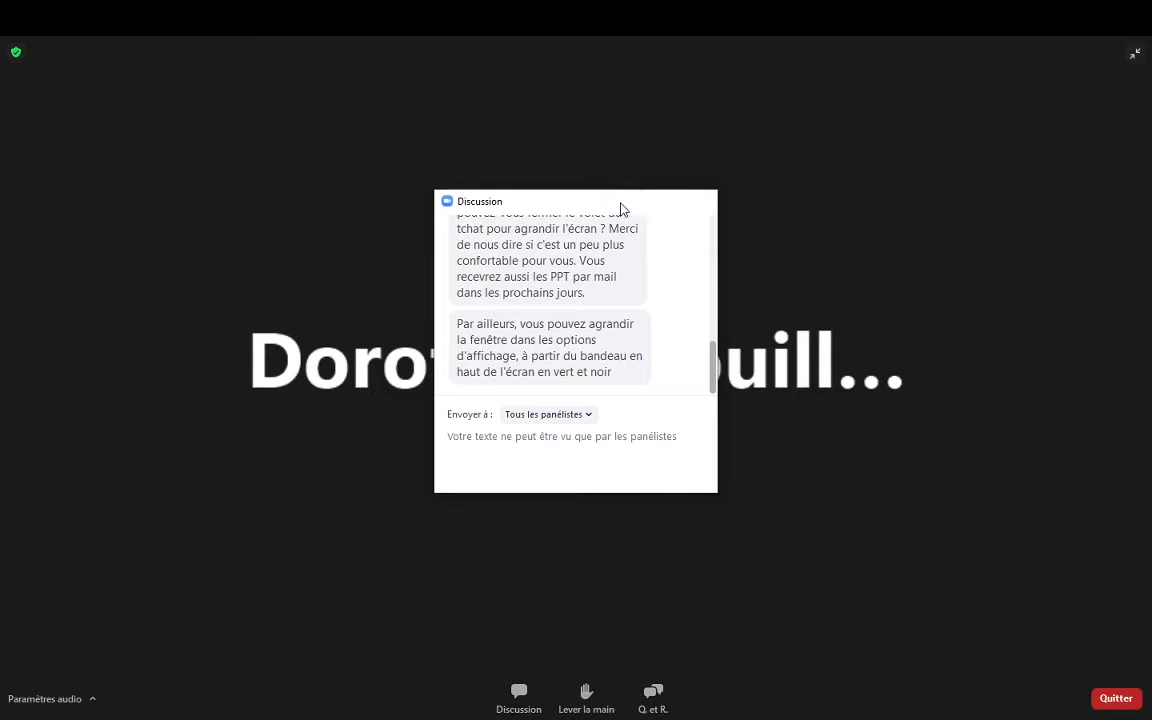 Discussion
tchat pour agrandir l'écran ? Merci
de nous dire si c'est un peu plus
confortable pour vous. Vous
recevrez aussi les PPT par mail
dans les prochains jours.
Par ailleurs, vous pouvez agrandir
la fenêtre dans les options
d'affichage, à partir du bandeau en
haut de l'écran en vert et noir
Envoyer à :
Tous les panélistes
Votre texte ne peut être vu que par les panélistes
Paramètres audio
Discussion
Lever la main
Q. et R.
Quitter